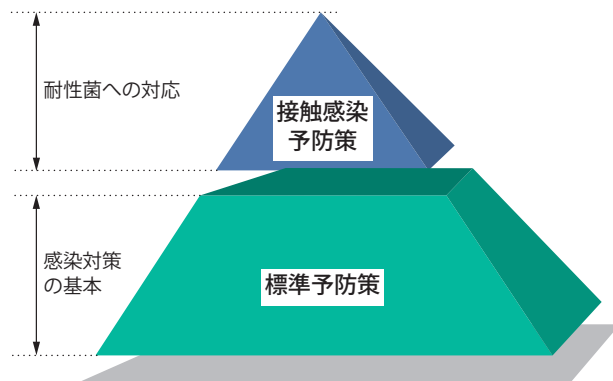 耐性菌への対応
接触感染
予防策
感染対策
の基本
標準予防策